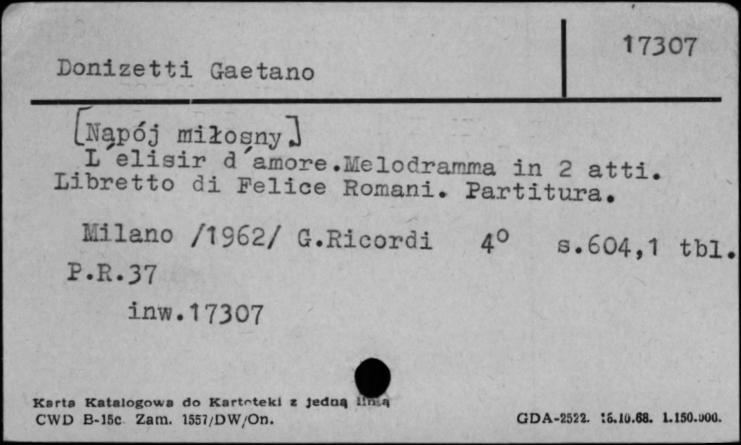 17307
Donizetti Gaetano
[Napój miłosny]
L´elisir d´amore.Melodramma in 2 atti.
Libretto di Felice Romani. Partitura.
Milano /1962/ G.Ricordi 4° s.604,1 tbl.
P.R.37
inw.17307
Karta Katalogowa do Kartoteki z jedną linią
CWD B-15c Zam. 1557/DW/On. GDA-2522. 16.10.68. 1.150.000.